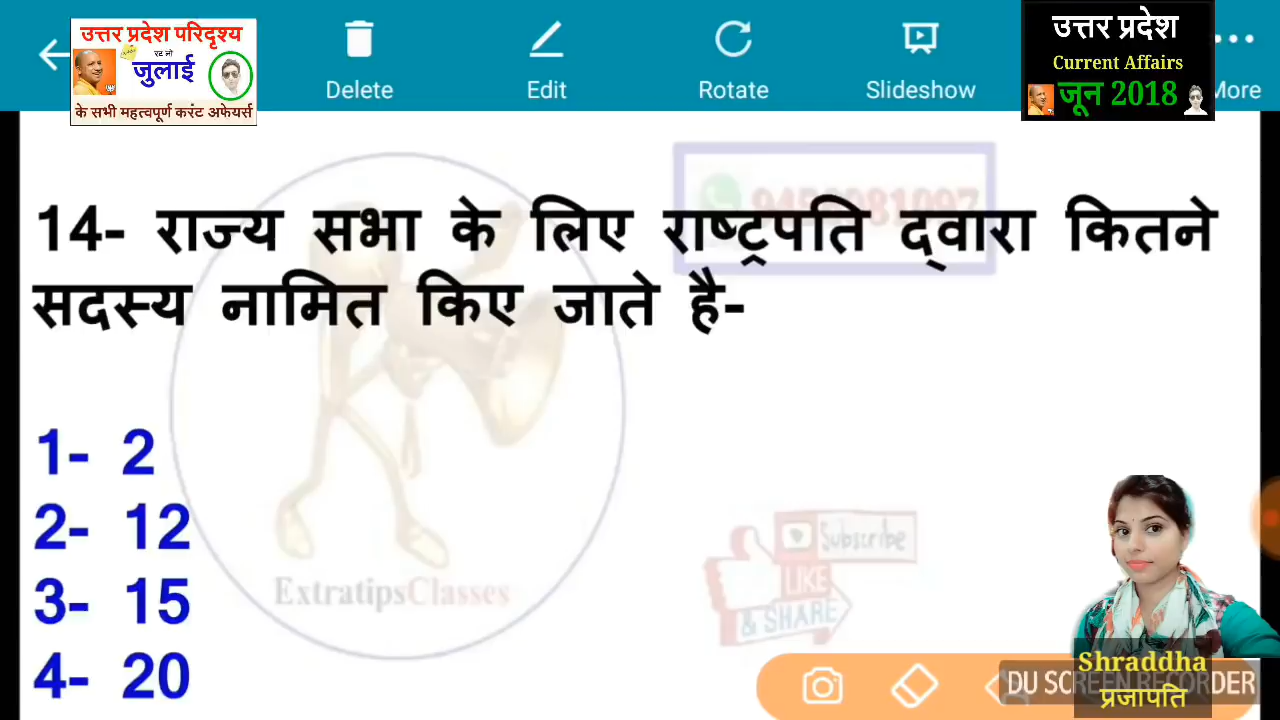 उत्तर प्रदेश परिदृश्य
रट लो
जुलाई
के सभी महत्वपूर्ण करंट अफेयर्स
Delete
Edit
Rotate
Slideshow
More
उत्तर प्रदेश
Current Affairs
जून 2018
14- राज्य सभा के लिए राष्ट्रपति द्वारा कितने
सदस्य नामित किए जाते है-
1- 2
2- 12
3- 15
4- 20
ExtratipsClasses
Subscribe
LIKE
& SHARE
Shraddha
प्रजापति
DU SCREEN RECORDER